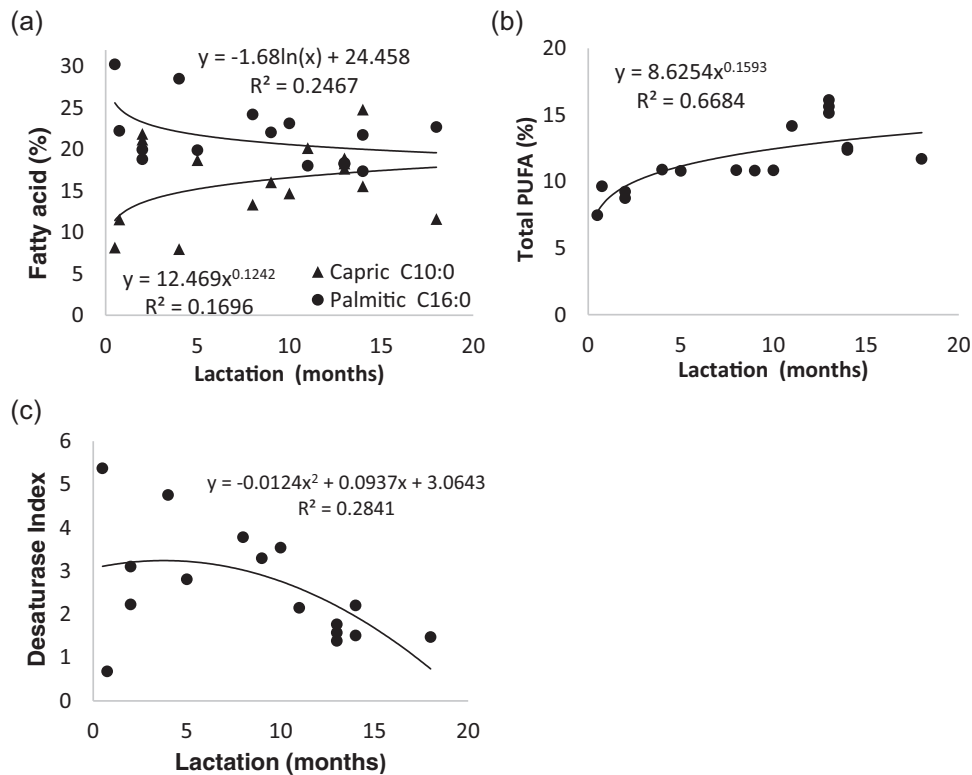 (a)
y = -1.68ln(x) + 24.458
R² = 0.2467
Fatty acid (%)
30
25
20
15
10
5
0
y = 12.469x^0.1242
R² = 0.1696
Capric C10:0
Palmitic C16:0
0 5 10 15 20
Lactation (months)
(b)
y = 8.6254x^0.1593
R² = 0.6684
Total PUFA (%)
20
15
10
5
0
0 5 10 15 20
Lactation (months)
(c)
y = -0.0124x² + 0.0937x + 3.0643
R² = 0.2841
Desaturase Index
6
5
4
3
2
1
0
0 5 10 15 20
Lactation (months)